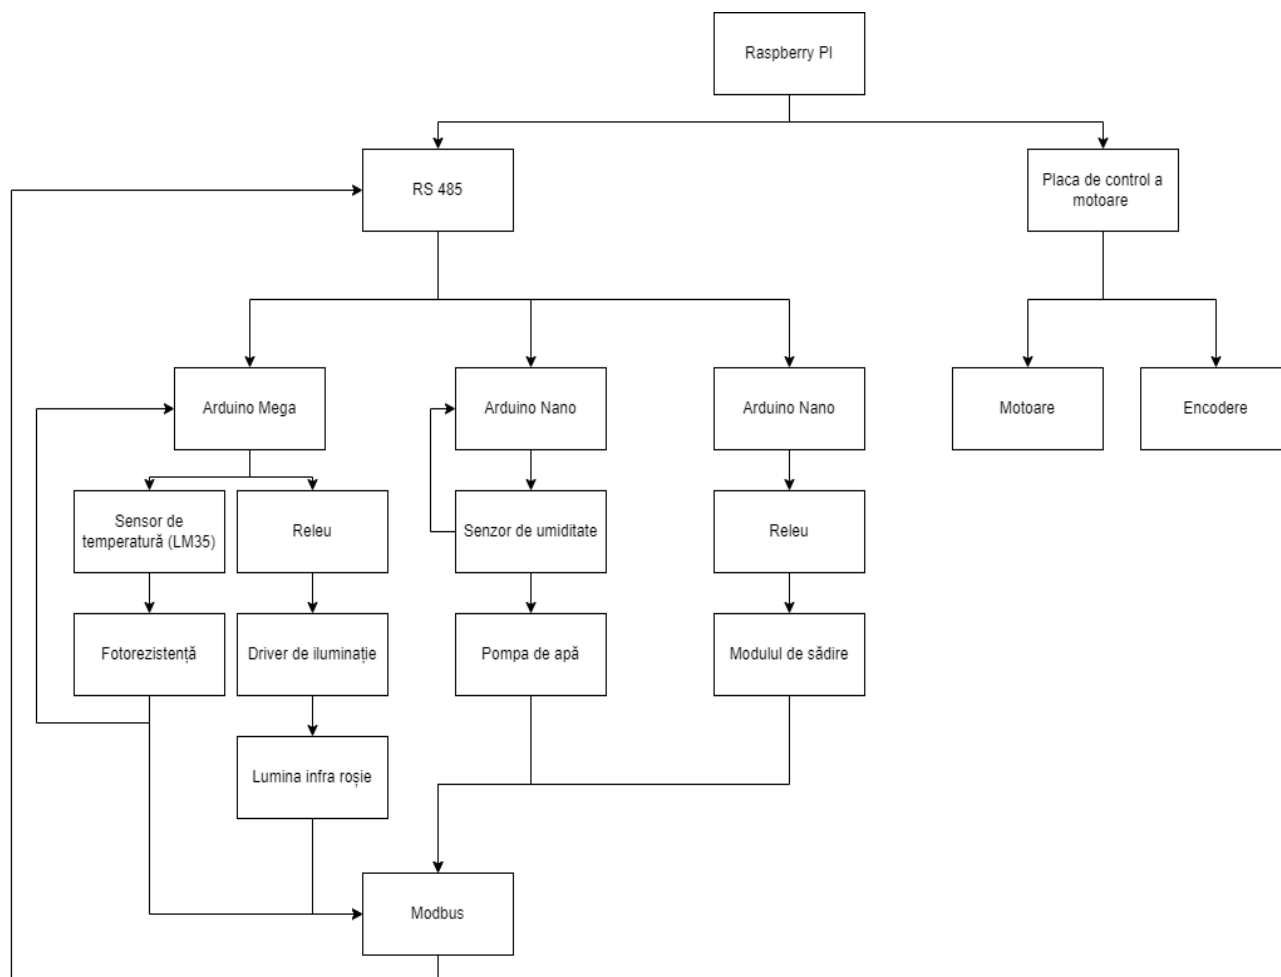 Raspberry PI
RS 485
Placa de control a
motoare
Arduino Mega
Arduino Nano
Arduino Nano
Motoare
Encodere
Sensor de
temperatură (LM35)
Releu
Senzor de umiditate
Releu
Fotorezistență
Driver de iluminație
Pompa de apă
Modulul de sădire
Lumina infra roșie
Modbus